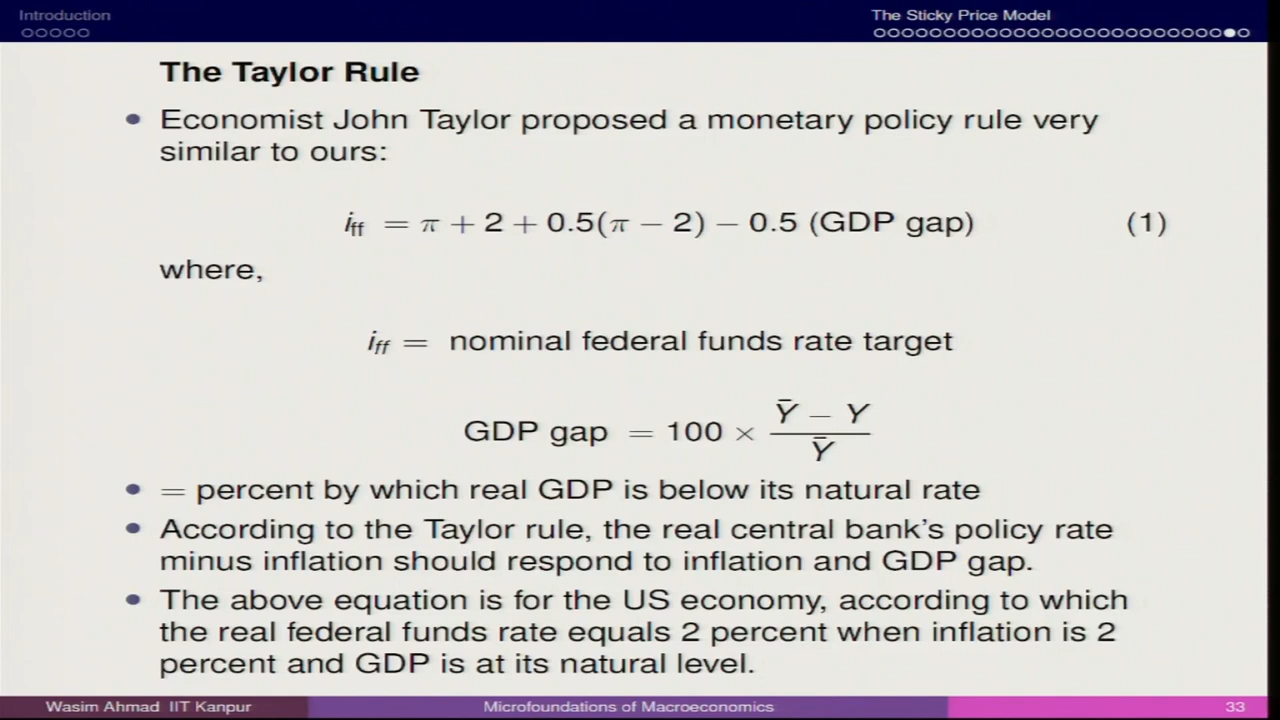 Introduction
The Sticky Price Model
The Taylor Rule
Economist John Taylor proposed a monetary policy rule very
similar to ours:
i_ff = π + 2 + 0.5(π − 2) − 0.5 (GDP gap) (1)
where,
i_ff = nominal federal funds rate target
GDP gap = 100 × (Ȳ − Y) / Ȳ
= percent by which real GDP is below its natural rate
According to the Taylor rule, the real central bank's policy rate
minus inflation should respond to inflation and GDP gap.
The above equation is for the US economy, according to which
the real federal funds rate equals 2 percent when inflation is 2
percent and GDP is at its natural level.
Wasim Ahmad IIT Kanpur
Microfoundations of Macroeconomics
33